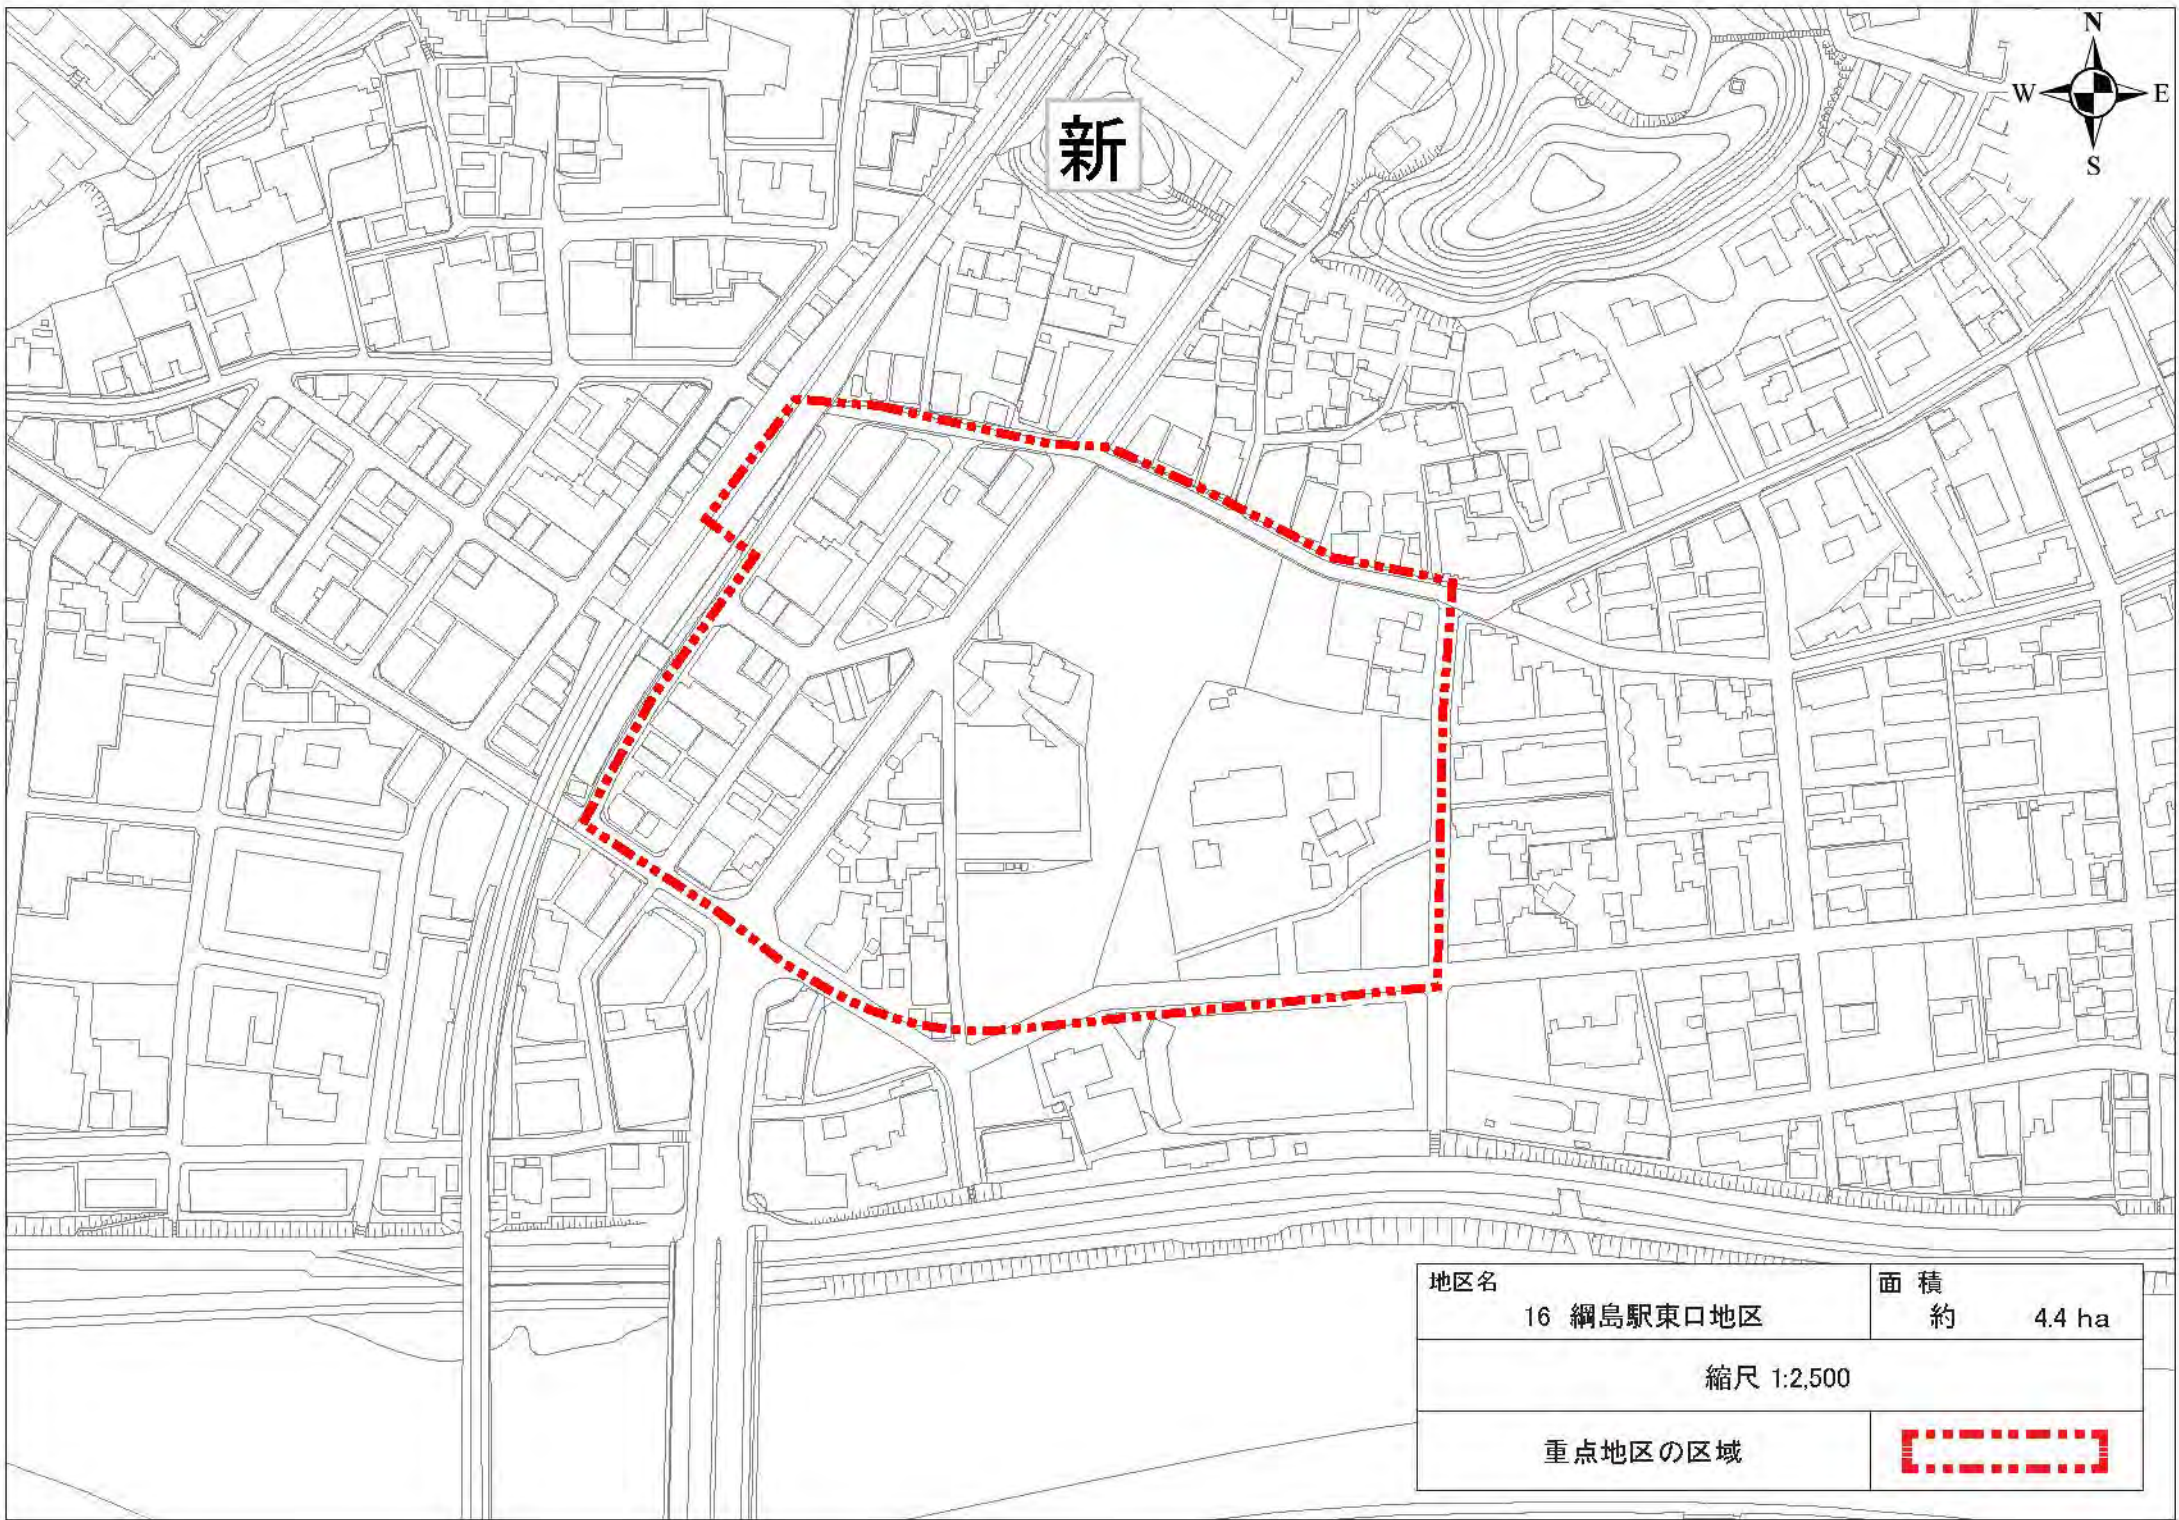 N
W E
S
新
地区名
16 綱島駅東口地区
面 積
約 4.4 ha
縮尺 1:2,500
重点地区の区域